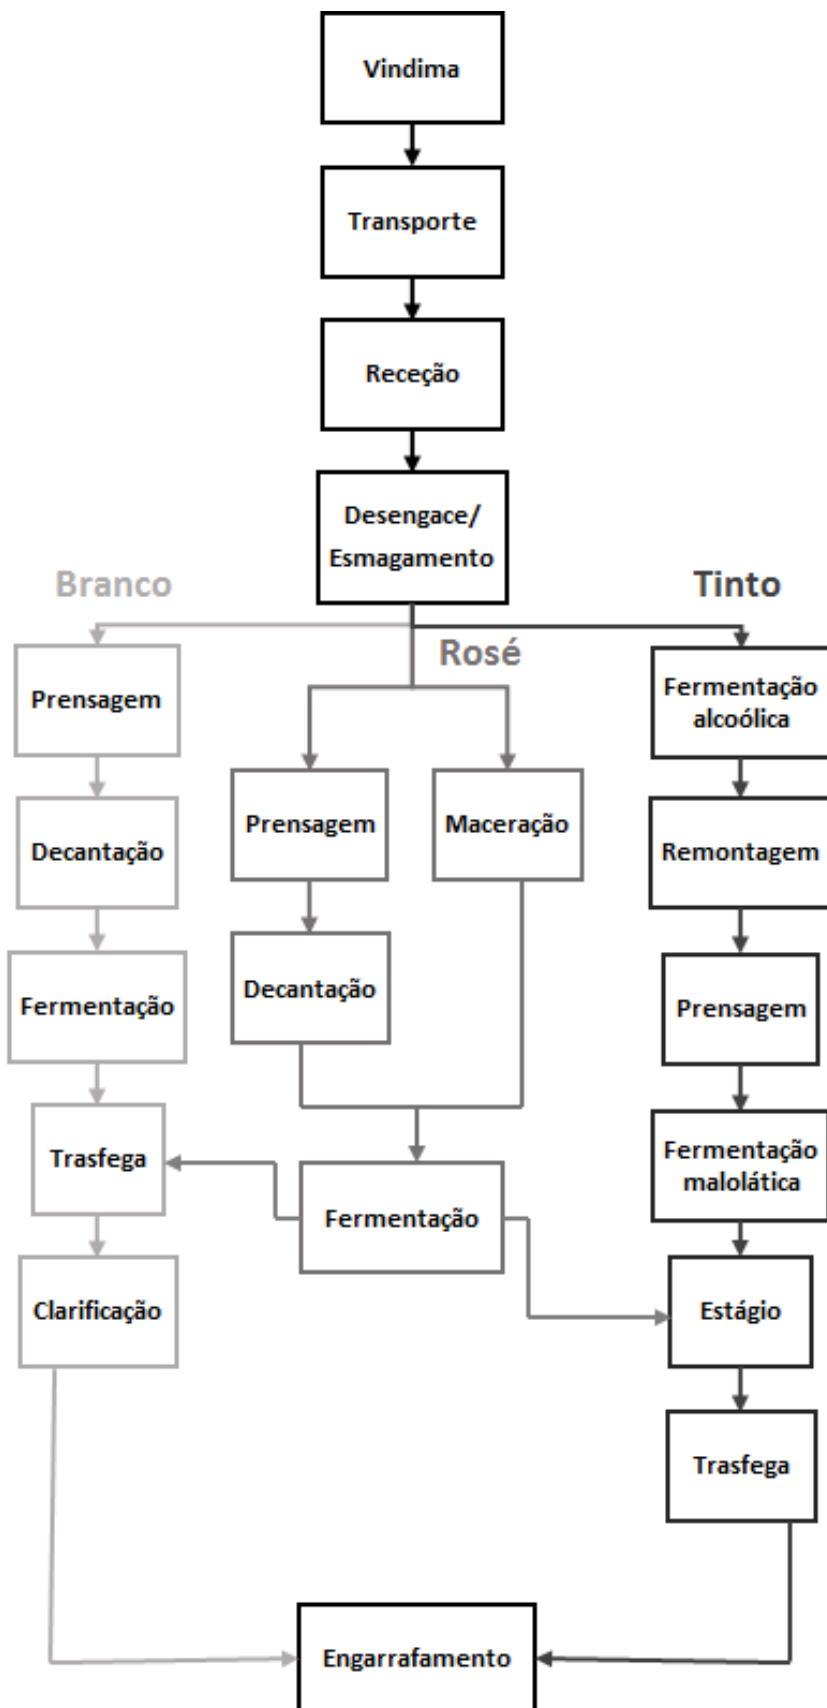 Vindima
Transporte
Receção
Desengace/
Esmagamento
Branco
Tinto
Rosé
Prensagem
Decantação
Fermentação
Trasfega
Clarificação
Prensagem
Decantação
Maceração
Fermentação
Fermentação
alcoólica
Remontagem
Prensagem
Fermentação
malolática
Estágio
Trasfega
Engarrafamento